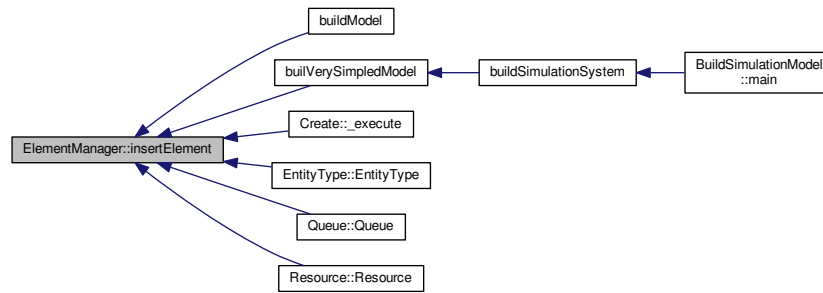 buildModel
builVerySimpledModel
buildSimulationSystem
BuildSimulationModel
::main
Create::_execute
ElementManager::insertElement
EntityType::EntityType
Queue::Queue
Resource::Resource